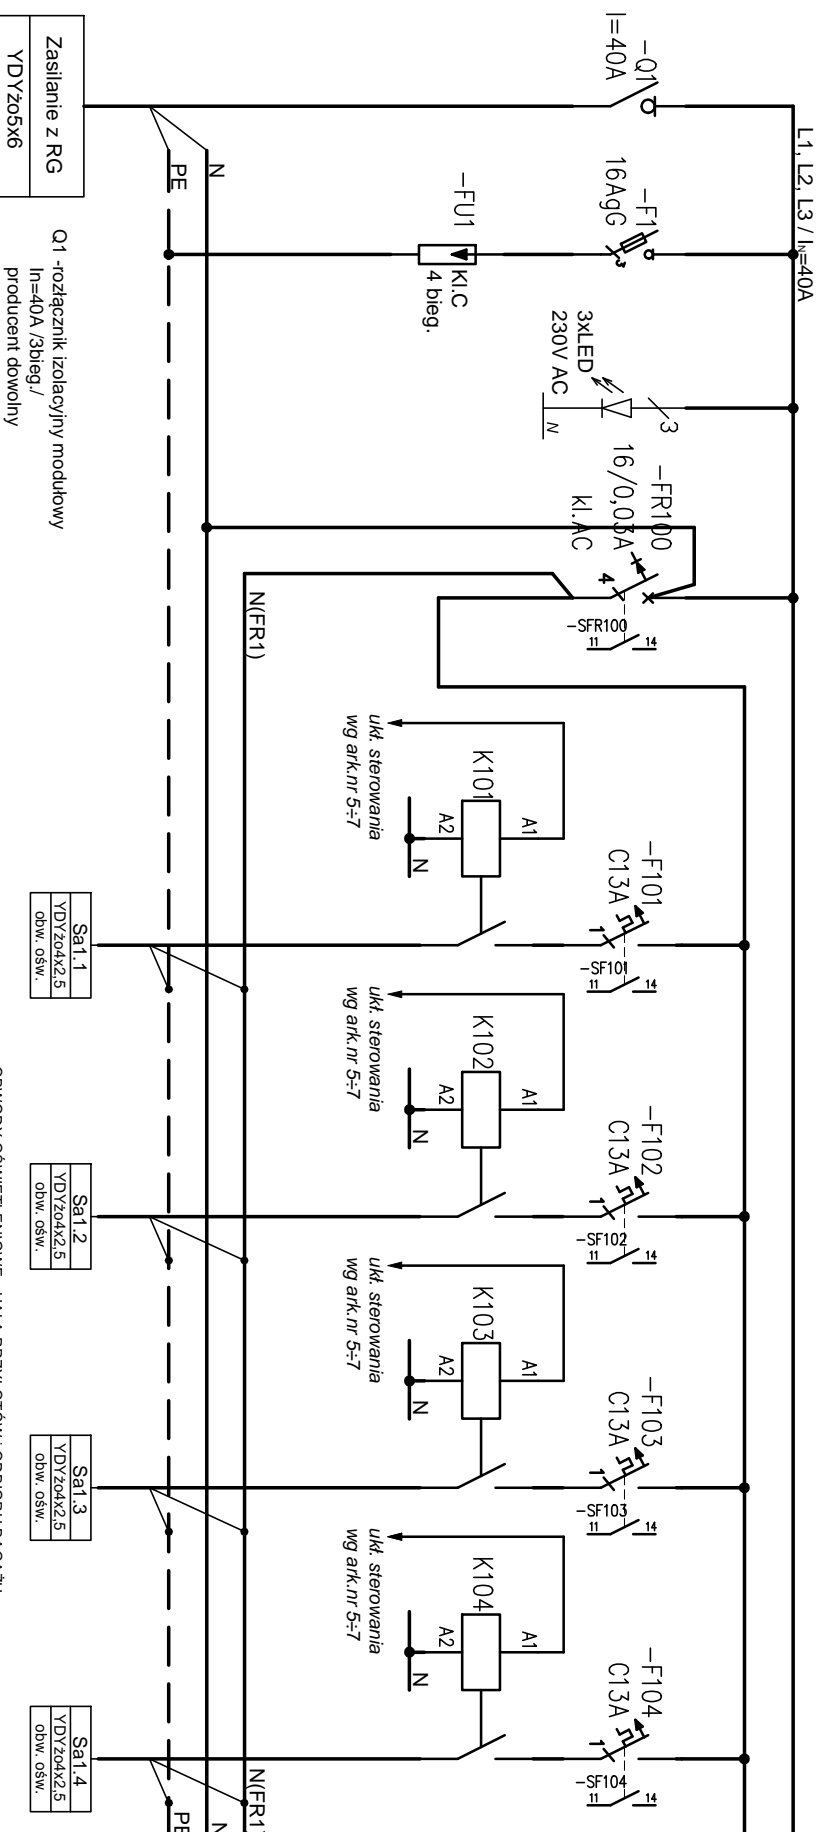 L1, L2, L3 / IN=40A
-Q1
I=40A
-F1
16AgG
-FU1
Kl.C
4 bieg.
3xLED
230V AC
3
N
-FR100
16/0,03A
kl.AC
4
-SFR100
11
14
Zasilanie z RG
YDYżo5x6
N
PE
Q1 -rozłącznik izolacyjny modułowy
In=40A /3bieg./
producent dowolny
N(FR1)
ukł. sterowania
wg ark.nr 5÷7
K101
A1
A2
N
-F101
C13A
1
-SF101
11
14
Sa1.1
YDYżo4x2,5
obw. ośw.
ukł. sterowania
wg ark.nr 5÷7
K102
A1
A2
N
-F102
C13A
1
-SF102
11
14
Sa1.2
YDYżo4x2,5
obw. ośw.
ukł. sterowania
wg ark.nr 5÷7
K103
A1
A2
N
-F103
C13A
1
-SF103
11
14
Sa1.3
YDYżo4x2,5
obw. ośw.
ukł. sterowania
wg ark.nr 5÷7
K104
A1
A2
N
-F104
C13A
1
-SF104
11
14
Sa1.4
YDYżo4x2,5
obw. ośw.
N(FR1)
N
PE